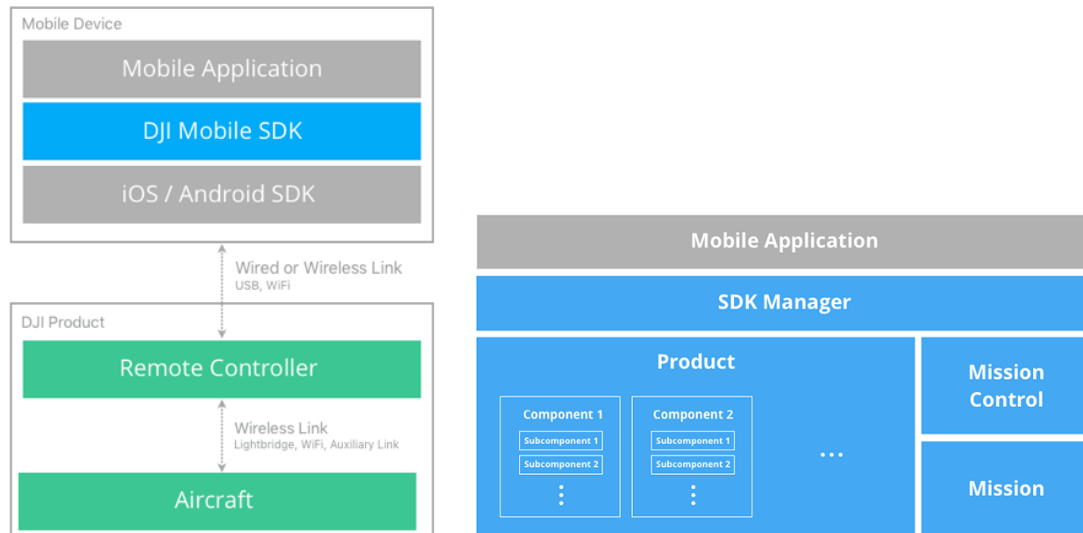 Mobile Device
Mobile Application
DJI Mobile SDK
iOS / Android SDK
Wired or Wireless Link
USB, WiFi
DJI Product
Remote Controller
Wireless Link
Lightbridge, WiFi, Auxiliary Link
Aircraft
Mobile Application
SDK Manager
Product
Component 1
Subcomponent 1
Subcomponent 2
⋮
Component 2
Subcomponent 1
Subcomponent 2
⋮
...
Mission
Control
Mission